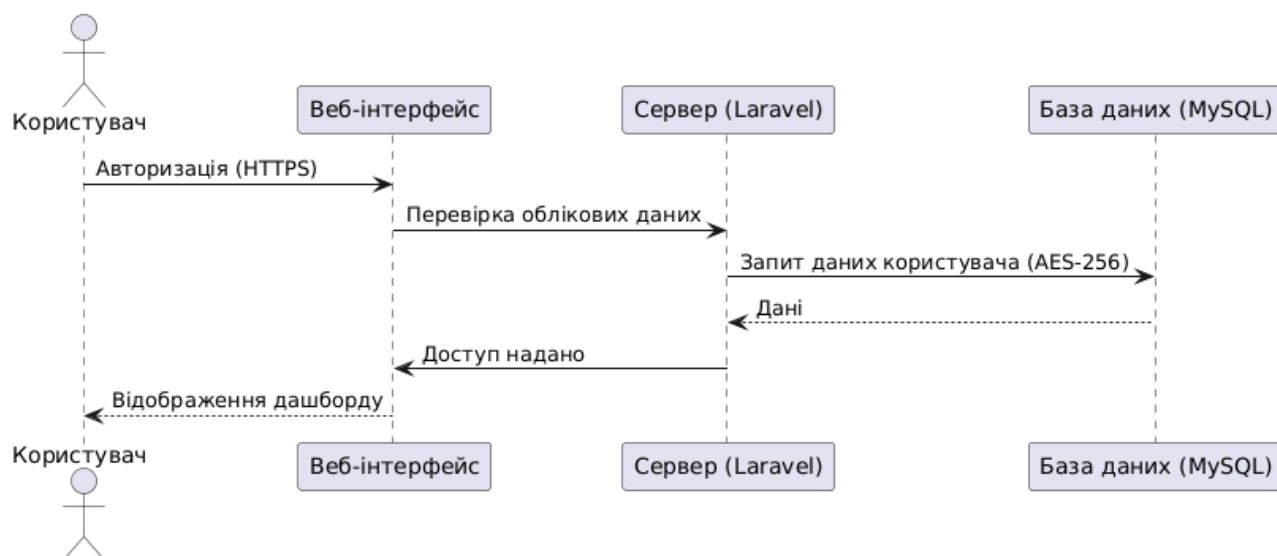 Користувач
Веб-інтерфейс
Сервер (Laravel)
База даних (MySQL)
Авторизація (HTTPS)
Перевірка облікових даних
Запит даних користувача (AES-256)
Дані
Доступ надано
Відображення дашборду
Користувач
Веб-інтерфейс
Сервер (Laravel)
База даних (MySQL)